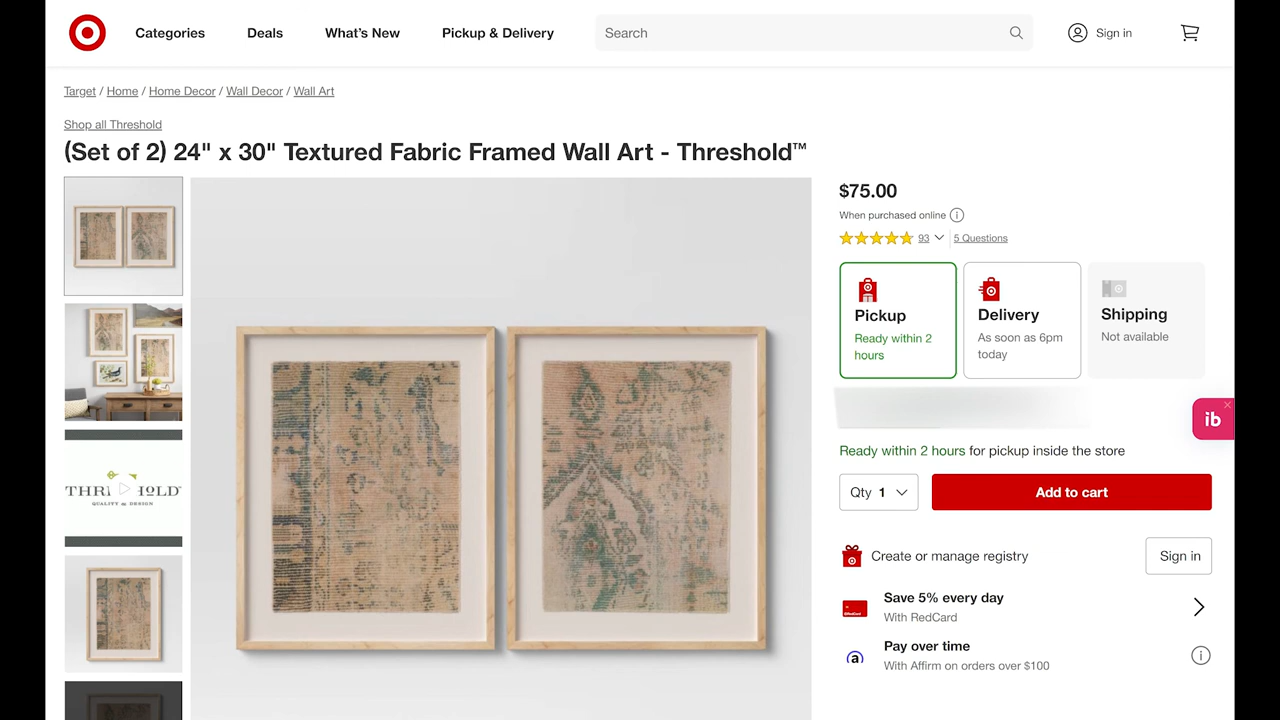 Categories
Deals
What's New
Pickup & Delivery
Search
Sign in
Target / Home / Home Decor / Wall Decor / Wall Art
Shop all Threshold
(Set of 2) 24" x 30" Textured Fabric Framed Wall Art - Threshold™
$75.00
When purchased online
93
5 Questions
Pickup
Ready within 2
hours
Delivery
As soon as 6pm
today
Shipping
Not available
ib
Ready within 2 hours for pickup inside the store
Qty 1
Add to cart
Create or manage registry
Sign in
Save 5% every day
With RedCard
a
Pay over time
With Affirm on orders over $100
QUALITY & DESIGN